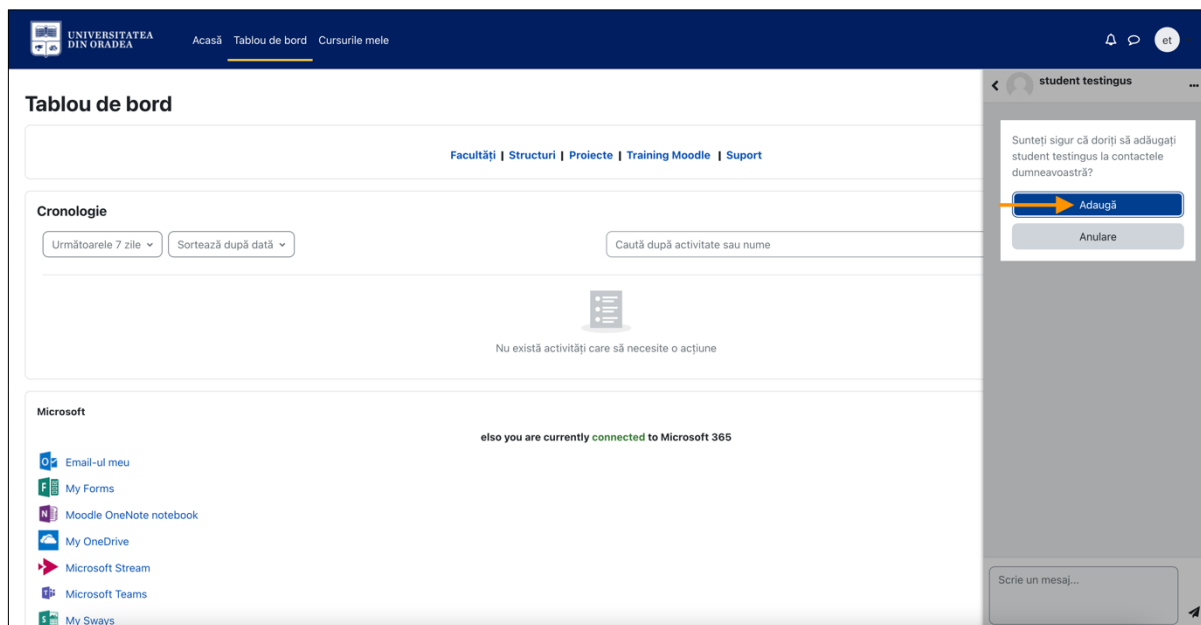 UNIVERSITATEA
DIN ORADEA
Acasă Tablou de bord Cursurile mele
et
Tablou de bord
Facultăți | Structuri | Proiecte | Training Moodle | Suport
Cronologie
Următoarele 7 zile
Sortează după dată
Caută după activitate sau nume
Nu există activități care să necesite o acțiune
Microsoft
elso you are currently connected to Microsoft 365
Email-ul meu
My Forms
Moodle OneNote notebook
My OneDrive
Microsoft Stream
Microsoft Teams
My Sways
student testingus
Sunteți sigur că doriți să adăugați
student testingus la contactele
dumneavoastră?
Adaugă
Anulare
Scrie un mesaj...